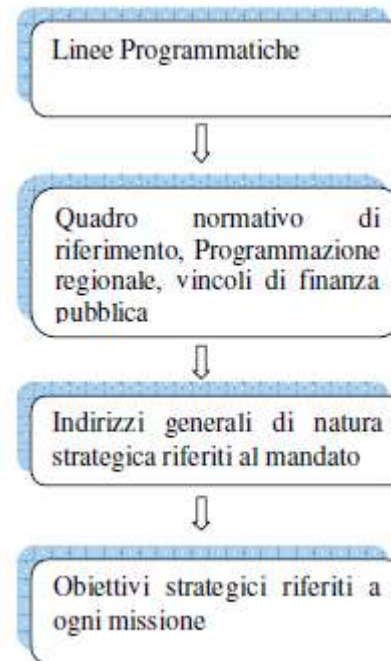 Linee Programmatiche
Quadro normativo di
riferimento, Programmazione
regionale, vincoli di finanza
pubblica
Indirizzi generali di natura
strategica riferiti al mandato
Obiettivi strategici riferiti a
ogni missione